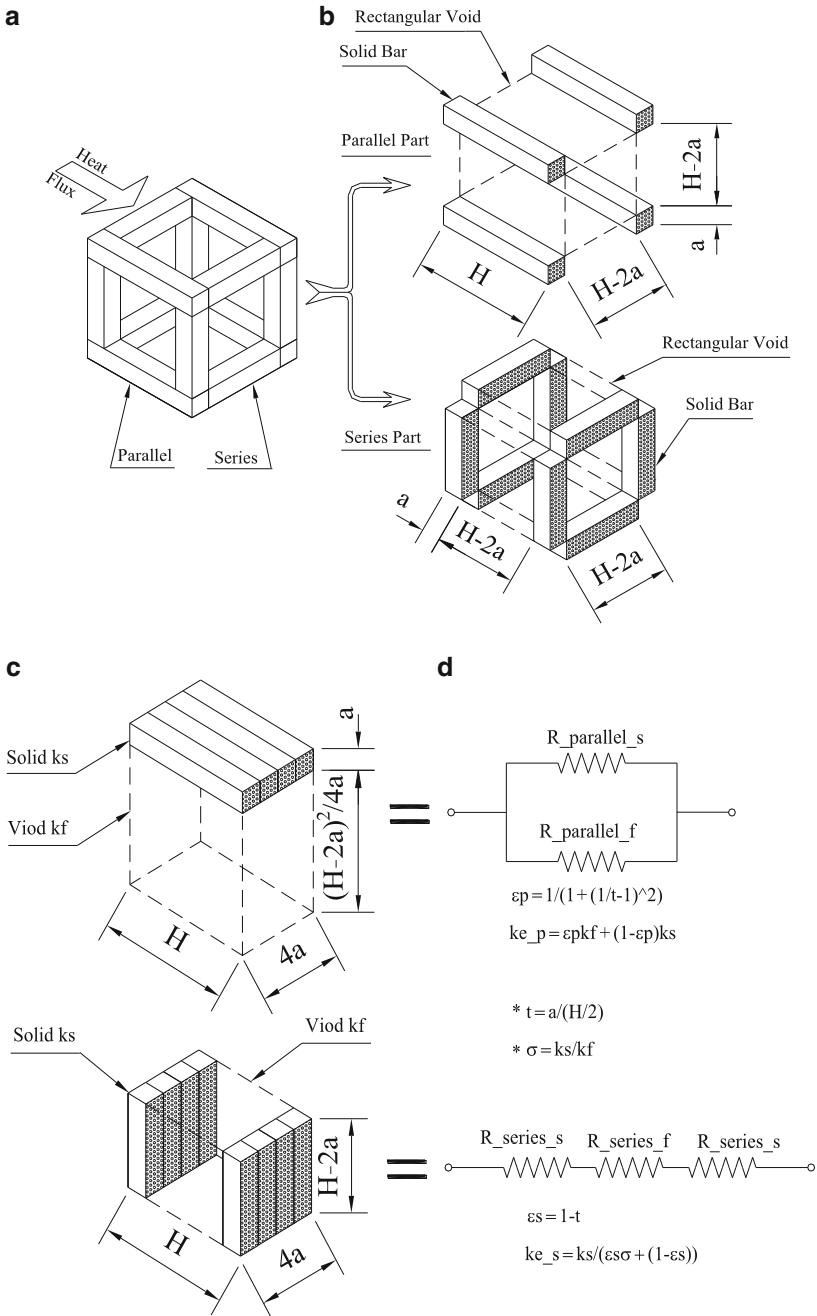 a
Heat
Flux
Parallel
Series
b
Rectangular Void
Solid Bar
Parallel Part
H-2a
a
H
H-2a
Rectangular Void
Solid Bar
Series Part
a
H-2a
H-2a
c
Solid ks
Viod kf
a
(H-2a)²/4a
H
4a
Solid ks
Viod kf
H-2a
H
4a
d
=
R_parallel_s
R_parallel_f
εp=1/(1+(1/t-1)^2)
ke_p=εpkf+(1-εp)ks
* t=a/(H/2)
* σ=ks/kf
=
R_series_s R_series_f R_series_s
εs=1-t
ke_s=ks/(εsσ+(1-εs))